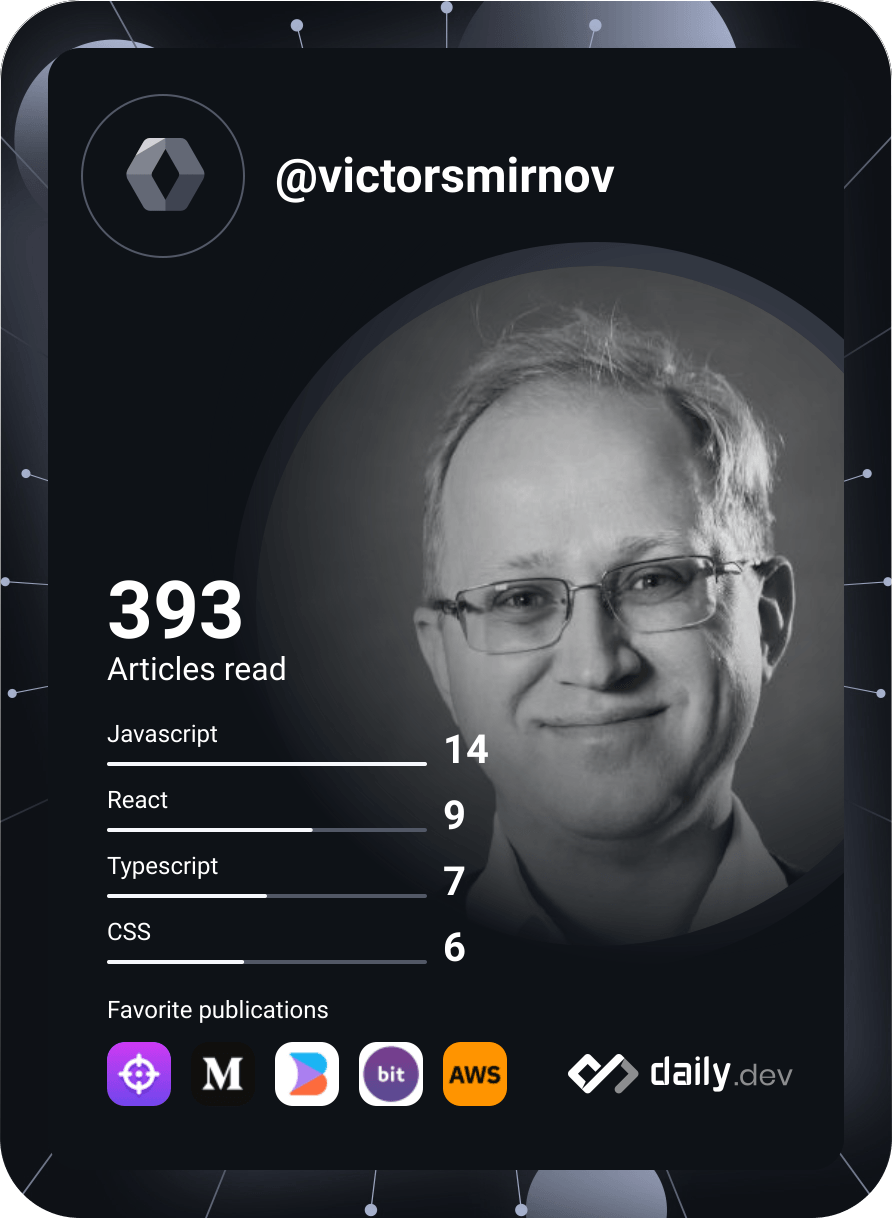 @victorsmirnov
393
Articles read
Javascript
14
React
9
Typescript
7
CSS
6
Favorite publications
M
bit
AWS
daily.dev